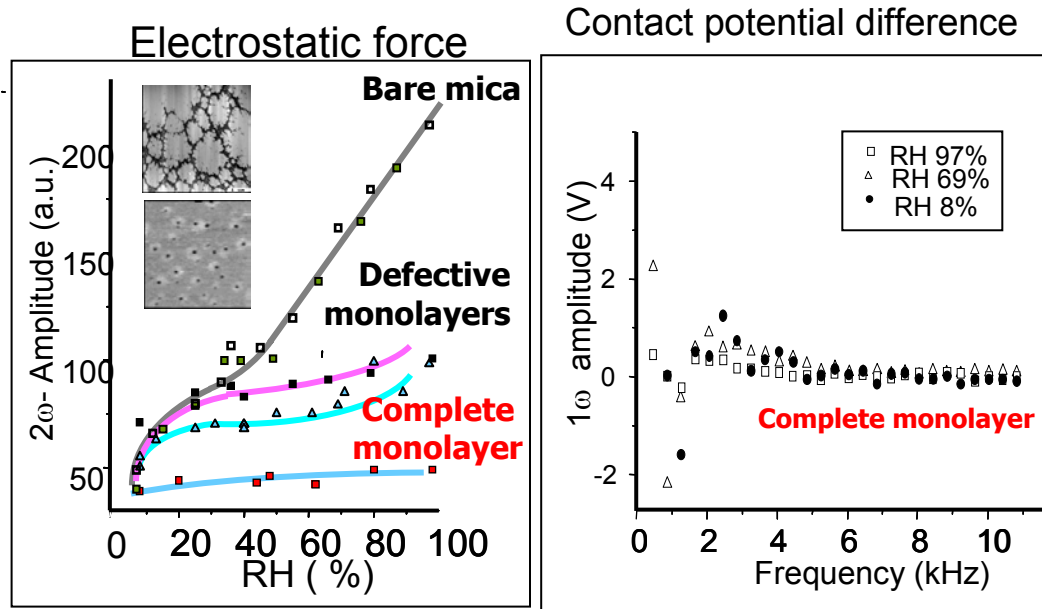 Electrostatic force
Bare mica
Defective
monolayers
Complete
monolayer
2ω- Amplitude (a.u.)
200
150
100
50
0
20
40
60
80
100
RH ( %)
Contact potential difference
RH 97%
RH 69%
RH 8%
Complete monolayer
1ω amplitude (V)
4
2
0
-2
0
2
4
6
8
10
Frequency (kHz)